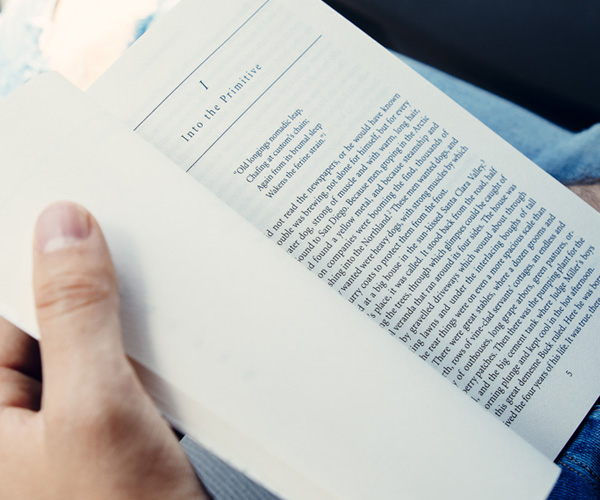 I
Into the Primitive
“Old longings nomadic leap,
Chafing at custom's chain;
Again from its brumal sleep
Wakens the ferine strain.”
d not read the newspapers, or he would have known
ouble was brewing, not alone for himself, but for every
ater dog, strong of muscle and with warm, long hair,
ound to San Diego. Because men, groping in the Arctic
d found a yellow metal, and because steamship and
on companies were booming the find, thousands of
shing into the Northland. These men wanted dogs, and
y wanted were heavy dogs, with strong muscles by which
urry coats to protect them from the frost.
d at a big house in the sun-kissed Santa Clara Valley.
s place, it was called. It stood back from the road, half
g the trees, through which glimpses could be caught of
l veranda that ran around its four sides. The house was
by gravelled driveways which wound about through
ing lawns and under the interlacing boughs of tall
he rear things were on even a more spacious scale than
There were great stables, where a dozen grooms and
th, rows of vine-clad servants' cottages, an endless and
y of outhouses, long grape arbors, green pastures, or-
berry patches. Then there was the pumping plant for the
l, and the big cement tank where Judge Miller's boys
orning plunge and kept cool in the hot afternoon.
this great demesne Buck ruled. Here he was born
ived the four years of his life. It was true there
5